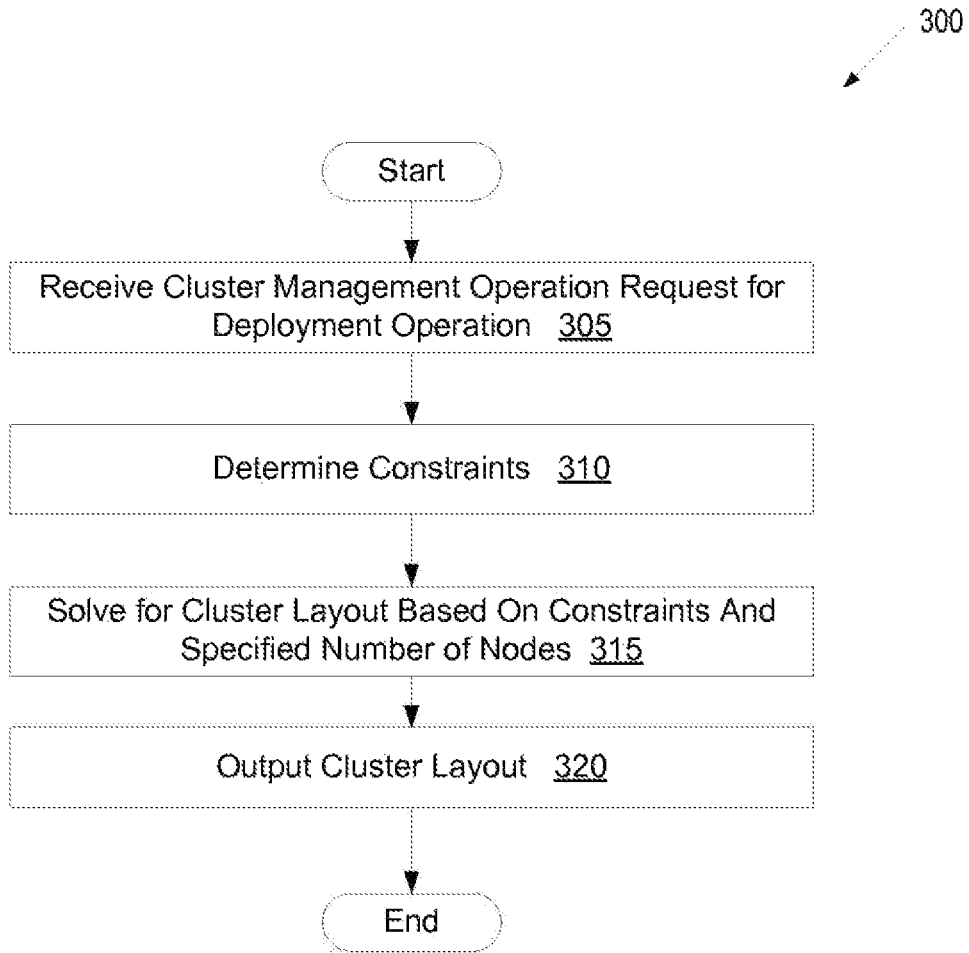 300
Start
Receive Cluster Management Operation Request for
Deployment Operation 305
Determine Constraints 310
Solve for Cluster Layout Based On Constraints And
Specified Number of Nodes 315
Output Cluster Layout 320
End